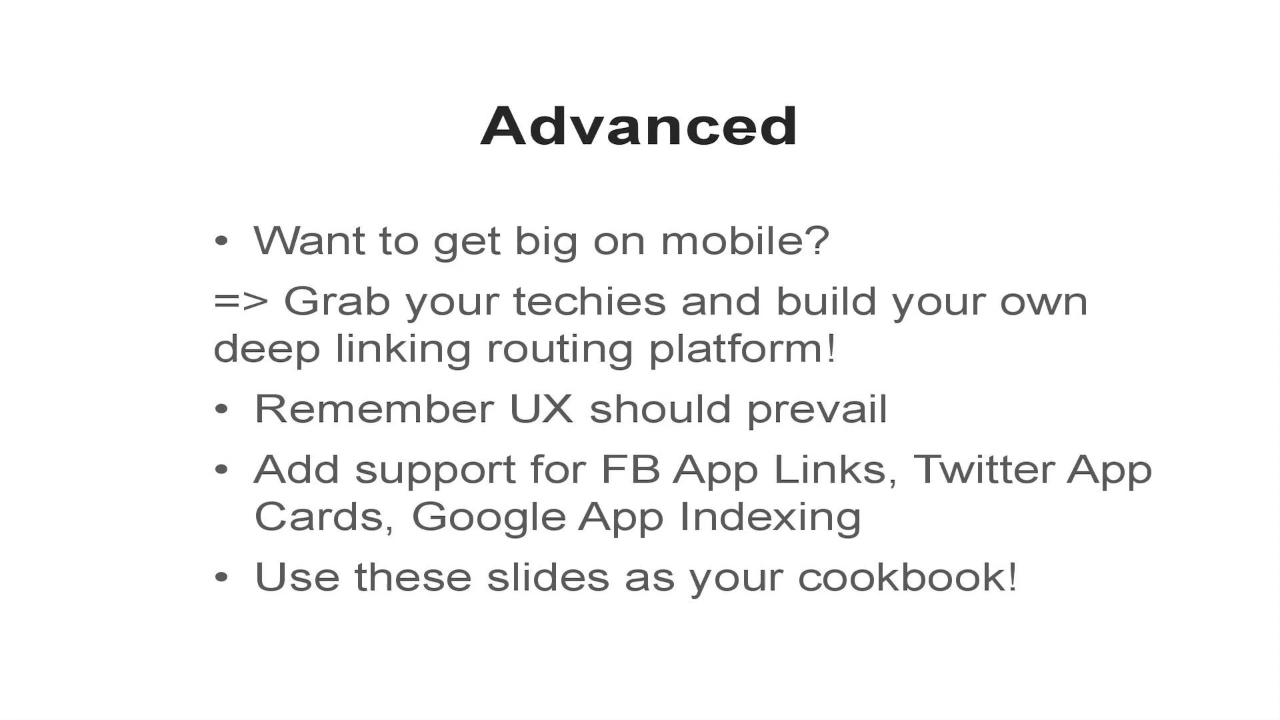 Advanced
• Want to get big on mobile?
=> Grab your techies and build your own
deep linking routing platform!
• Remember UX should prevail
• Add support for FB App Links, Twitter App
Cards, Google App Indexing
• Use these slides as your cookbook!